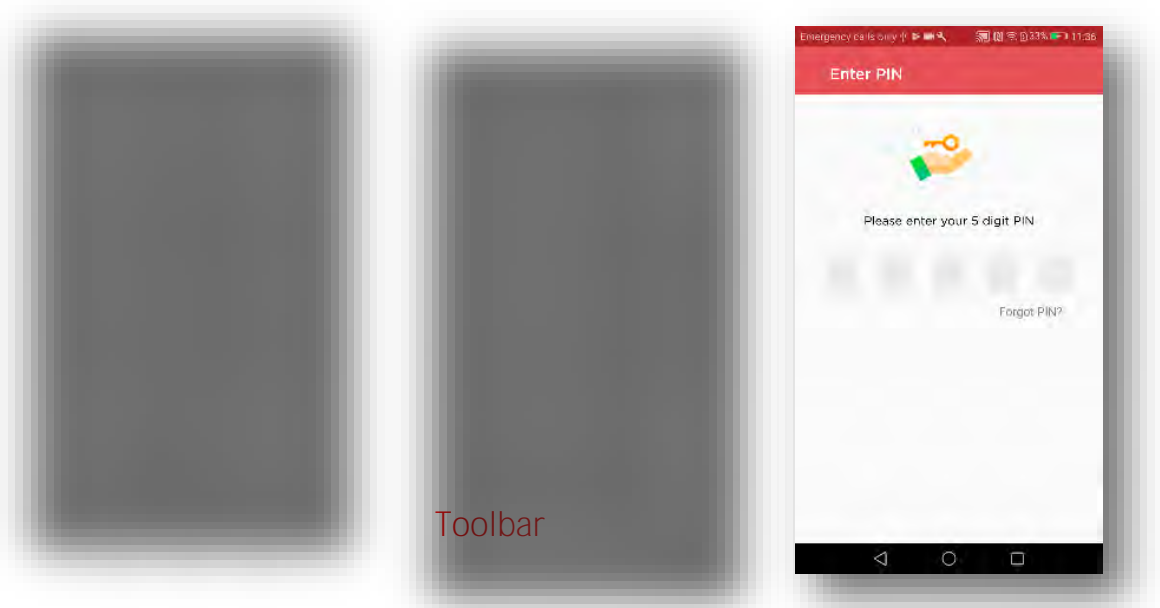 Toolbar
Emergency calls only 33% 11:36
Enter PIN
Please enter your 5 digit PIN
Forgot PIN?